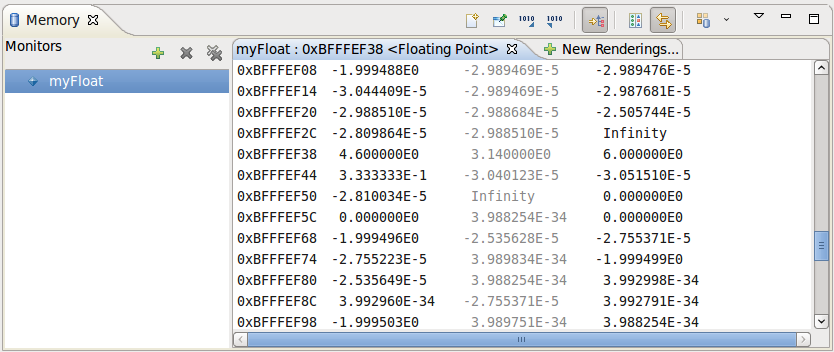 Memory
1010 1010
Monitors
myFloat
myFloat : 0xBFFFEF38 <Floating Point> New Renderings...
0xBFFFEF08 -1.999488E0 -2.989469E-5 -2.989476E-5
0xBFFFEF14 -3.044409E-5 -2.989469E-5 -2.987681E-5
0xBFFFEF20 -2.988510E-5 -2.988684E-5 -2.505744E-5
0xBFFFEF2C -2.809864E-5 -2.988510E-5 Infinity
0xBFFFEF38 4.600000E0 3.140000E0 6.000000E0
0xBFFFEF44 3.333333E-1 -3.040123E-5 -3.051510E-5
0xBFFFEF50 -2.810034E-5 Infinity 0.000000E0
0xBFFFEF5C 0.000000E0 3.988254E-34 0.000000E0
0xBFFFEF68 -1.999496E0 -2.535628E-5 -2.755371E-5
0xBFFFEF74 -2.755223E-5 3.989834E-34 -1.999499E0
0xBFFFEF80 -2.535649E-5 3.988254E-34 3.992998E-34
0xBFFFEF8C 3.992960E-34 -2.755371E-5 3.992791E-34
0xBFFFEF98 -1.999503E0 3.989751E-34 3.988254E-34